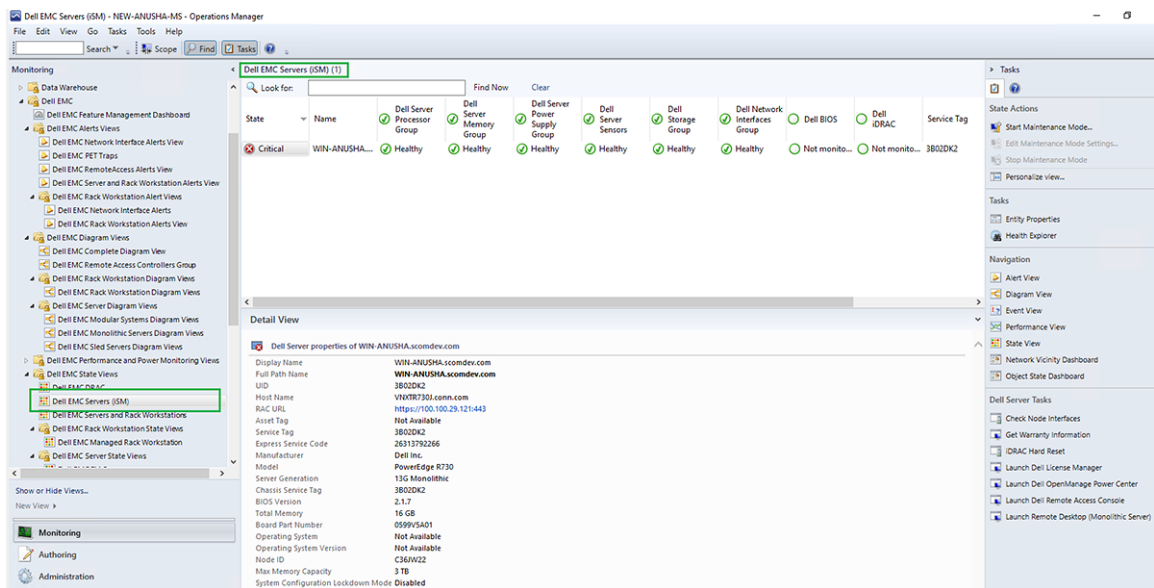 Dell EMC Servers (iSM) - NEW-ANUSHA-MS - Operations Manager
File Edit View Go Tasks Tools Help
Search Scope Find Tasks
Monitoring
Data Warehouse
Dell EMC
Dell EMC Feature Management Dashboard
Dell EMC Alerts Views
Dell EMC Network Interface Alerts View
Dell EMC PET Traps
Dell EMC RemoteAccess Alerts View
Dell EMC Server and Rack Workstation Alerts View
Dell EMC Rack Workstation Alert Views
Dell EMC Network Interface Alerts
Dell EMC Rack Workstation Alerts View
Dell EMC Diagram Views
Dell EMC Complete Diagram View
Dell EMC Remote Access Controllers Group
Dell EMC Rack Workstation Diagram Views
Dell EMC Rack Workstation Diagram Views
Dell EMC Server Diagram Views
Dell EMC Modular Systems Diagram Views
Dell EMC Monolithic Servers Diagram Views
Dell EMC Sled Servers Diagram Views
Dell EMC Performance and Power Monitoring Views
Dell EMC State Views
Dell EMC DRAC
Dell EMC Servers (iSM)
Dell EMC Servers and Rack Workstations
Dell EMC Rack Workstation State Views
Dell EMC Managed Rack Workstation
Dell EMC Server State Views
Show or Hide Views...
New View
Monitoring
Authoring
Administration
Dell EMC Servers (iSM) (1)
Look for: Find Now Clear
State Name Dell Server Processor Group Dell Server Memory Group Dell Server Power Supply Group Dell Server Sensors Dell Storage Group Dell Network Interfaces Group Dell BIOS Dell iDRAC Service Tag
Critical WIN-ANUSHA.... Healthy Healthy Healthy Healthy Healthy Healthy Not monito... Not monito... 3B02DK2
Detail View
Dell Server properties of WIN-ANUSHA.scomdev.com
Display Name WIN-ANUSHA.scomdev.com
Full Path Name WIN-ANUSHA.scomdev.com
UID 3B02DK2
Host Name VNXTR730J.conn.com
RAC URL https://100.100.29.121:443
Asset Tag Not Available
Service Tag 3B02DK2
Express Service Code 26313792266
Manufacturer Dell Inc.
Model PowerEdge R730
Server Generation 13G Monolithic
Chassis Service Tag 3B02DK2
BIOS Version 2.1.7
Total Memory 16 GB
Board Part Number 0599V5A01
Operating System Not Available
Operating System Version Not Available
Node ID C36JW22
Max Memory Capacity 3 TB
System Configuration Lockdown Mode Disabled
Tasks
State Actions
Start Maintenance Mode...
Edit Maintenance Mode Settings...
Stop Maintenance Mode
Personalize view...
Tasks
Entity Properties
Health Explorer
Navigation
Alert View
Diagram View
Event View
Performance View
State View
Network Vicinity Dashboard
Object State Dashboard
Dell Server Tasks
Check Node Interfaces
Get Warranty Information
iDRAC Hard Reset
Launch Dell License Manager
Launch Dell OpenManage Power Center
Launch Dell Remote Access Console
Launch Remote Desktop (Monolithic Server)